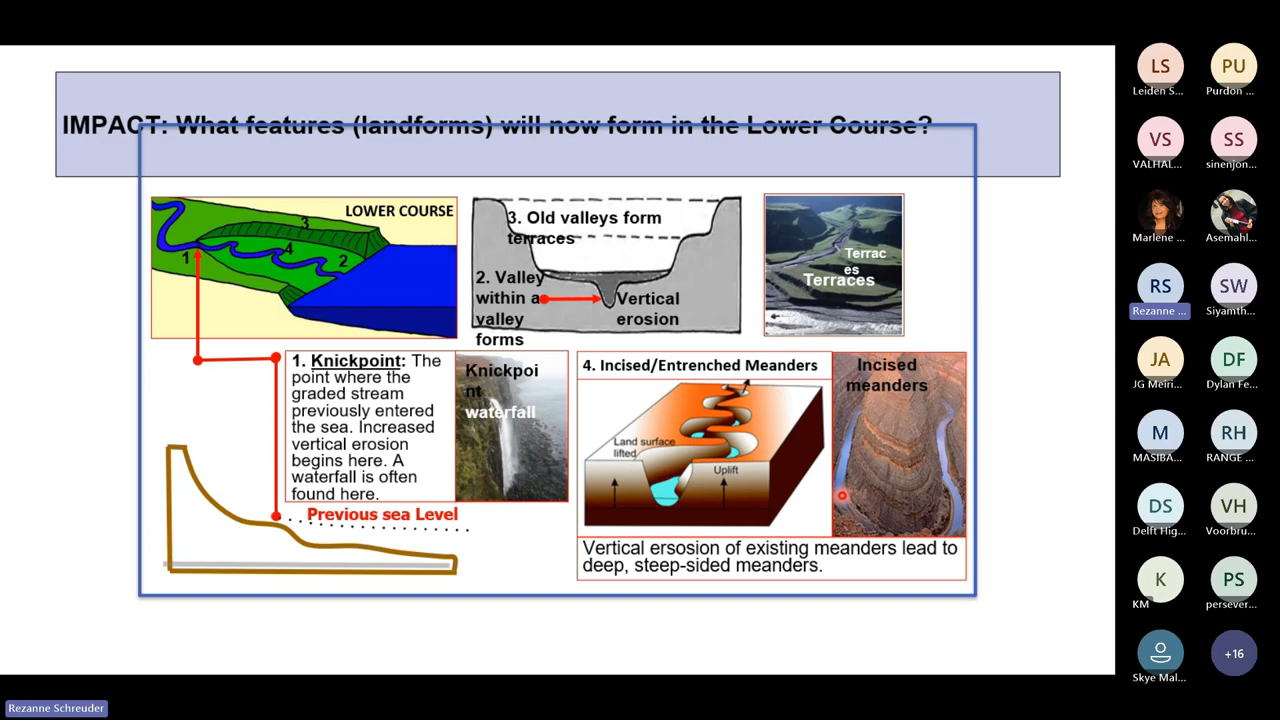 IMPACT: What features (landforms) will now form in the Lower Course?
LOWER COURSE
3
4
1
2
3. Old valleys form
terraces
2. Valley
within a
valley
forms
Vertical
erosion
Terrac
es
Terraces
1. Knickpoint: The
point where the
graded stream
previously entered
the sea. Increased
vertical erosion
begins here. A
waterfall is often
found here.
Knickpoi
nt
waterfall
Previous sea Level
4. Incised/Entrenched Meanders
Land surface
lifted
Uplift
Incised
meanders
Vertical ersosion of existing meanders lead to
deep, steep-sided meanders.
LS
Leiden S...
PU
Purdon ...
VS
VALHAL...
SS
sinenjon...
Marlene ...
Asemahl...
RS
Rezanne ...
SW
Siyamth...
JA
JG Meiri...
DF
Dylan Fe...
M
MASIBA...
RH
RANGE ...
DS
Delft Hig...
VH
Voorbru...
K
KM
PS
persever...
Skye Mal...
+16
Rezanne Schreuder